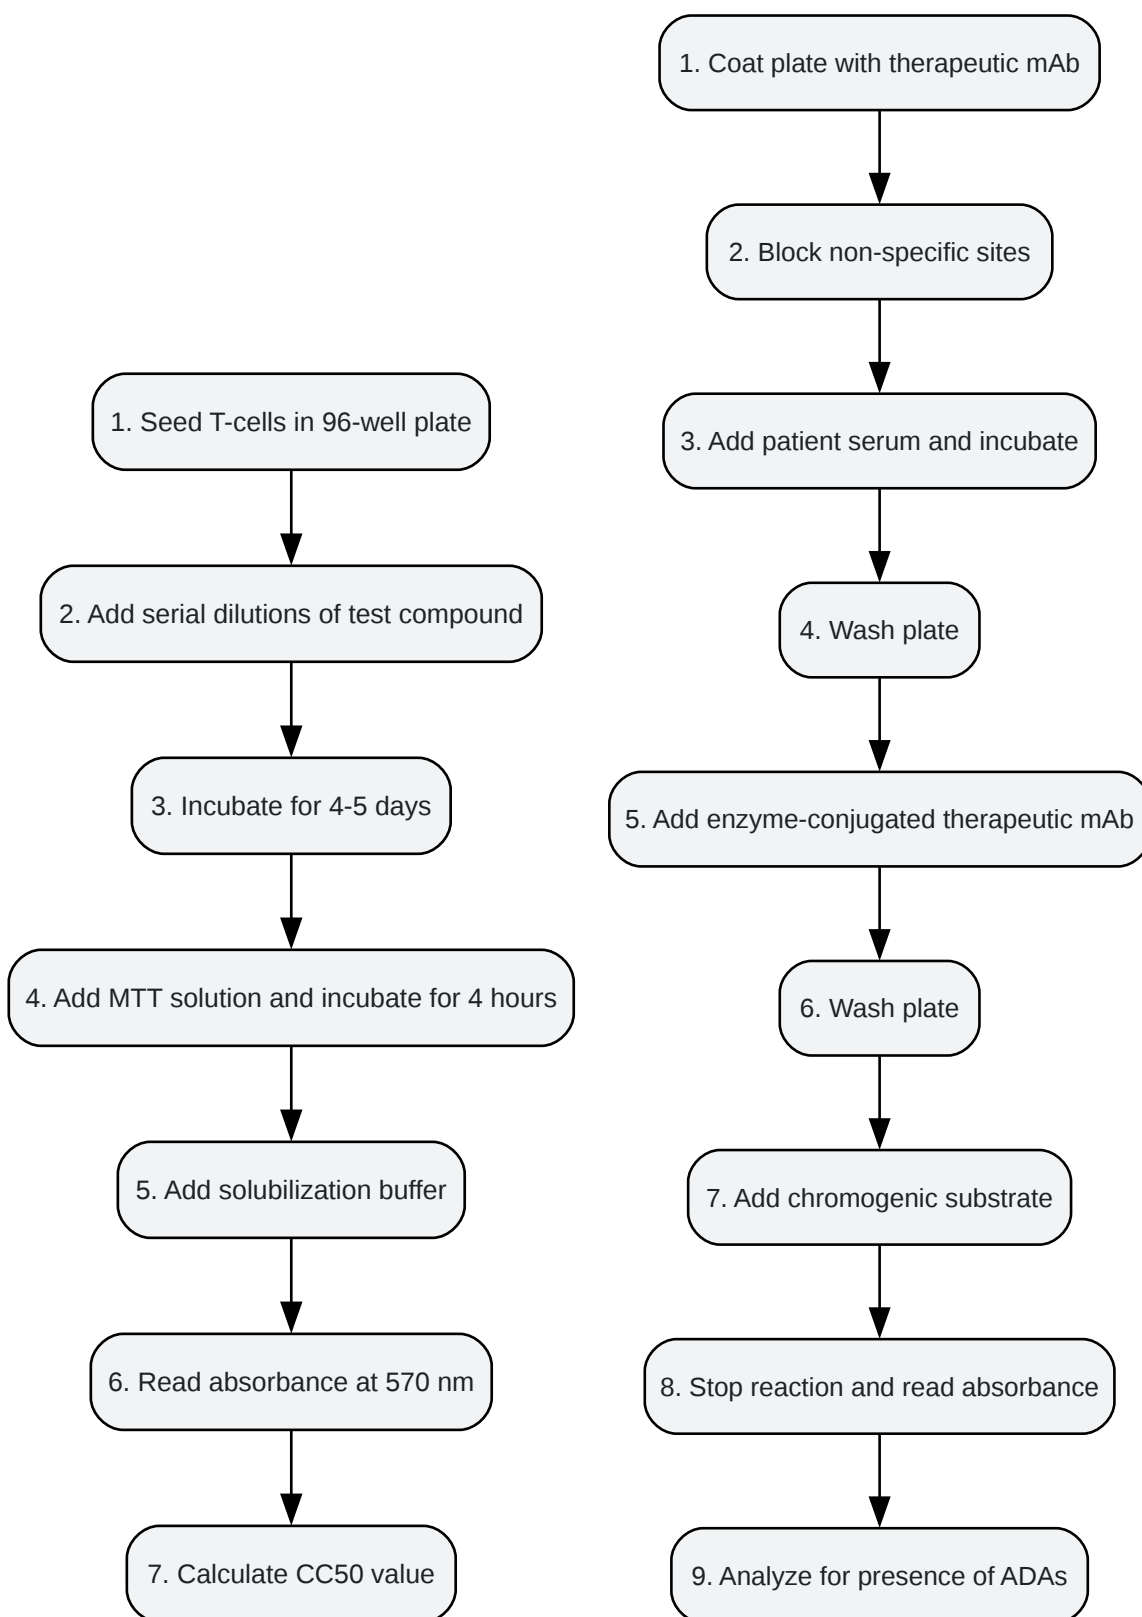 1. Seed T-cells in 96-well plate
2. Add serial dilutions of test compound
3. Incubate for 4-5 days
4. Add MTT solution and incubate for 4 hours
5. Add solubilization buffer
6. Read absorbance at 570 nm
7. Calculate CC50 value
1. Coat plate with therapeutic mAb
2. Block non-specific sites
3. Add patient serum and incubate
4. Wash plate
5. Add enzyme-conjugated therapeutic mAb
6. Wash plate
7. Add chromogenic substrate
8. Stop reaction and read absorbance
9. Analyze for presence of ADAs